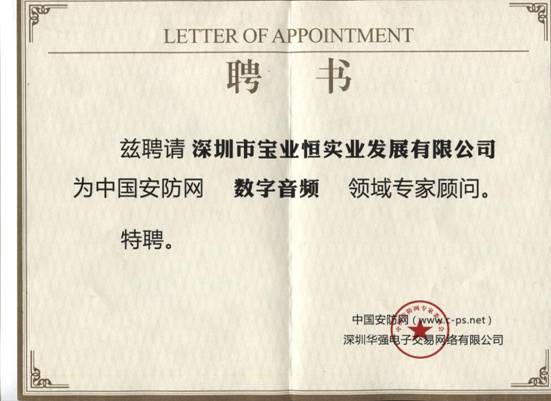 LETTER OF APPOINTMENT
聘 书
兹聘请 深圳市宝业恒实业发展有限公司
为中国安防网 数字音频 领域专家顾问。
特聘。
中国安防网(www.c-ps.net)
深圳华强电子交易网络有限公司